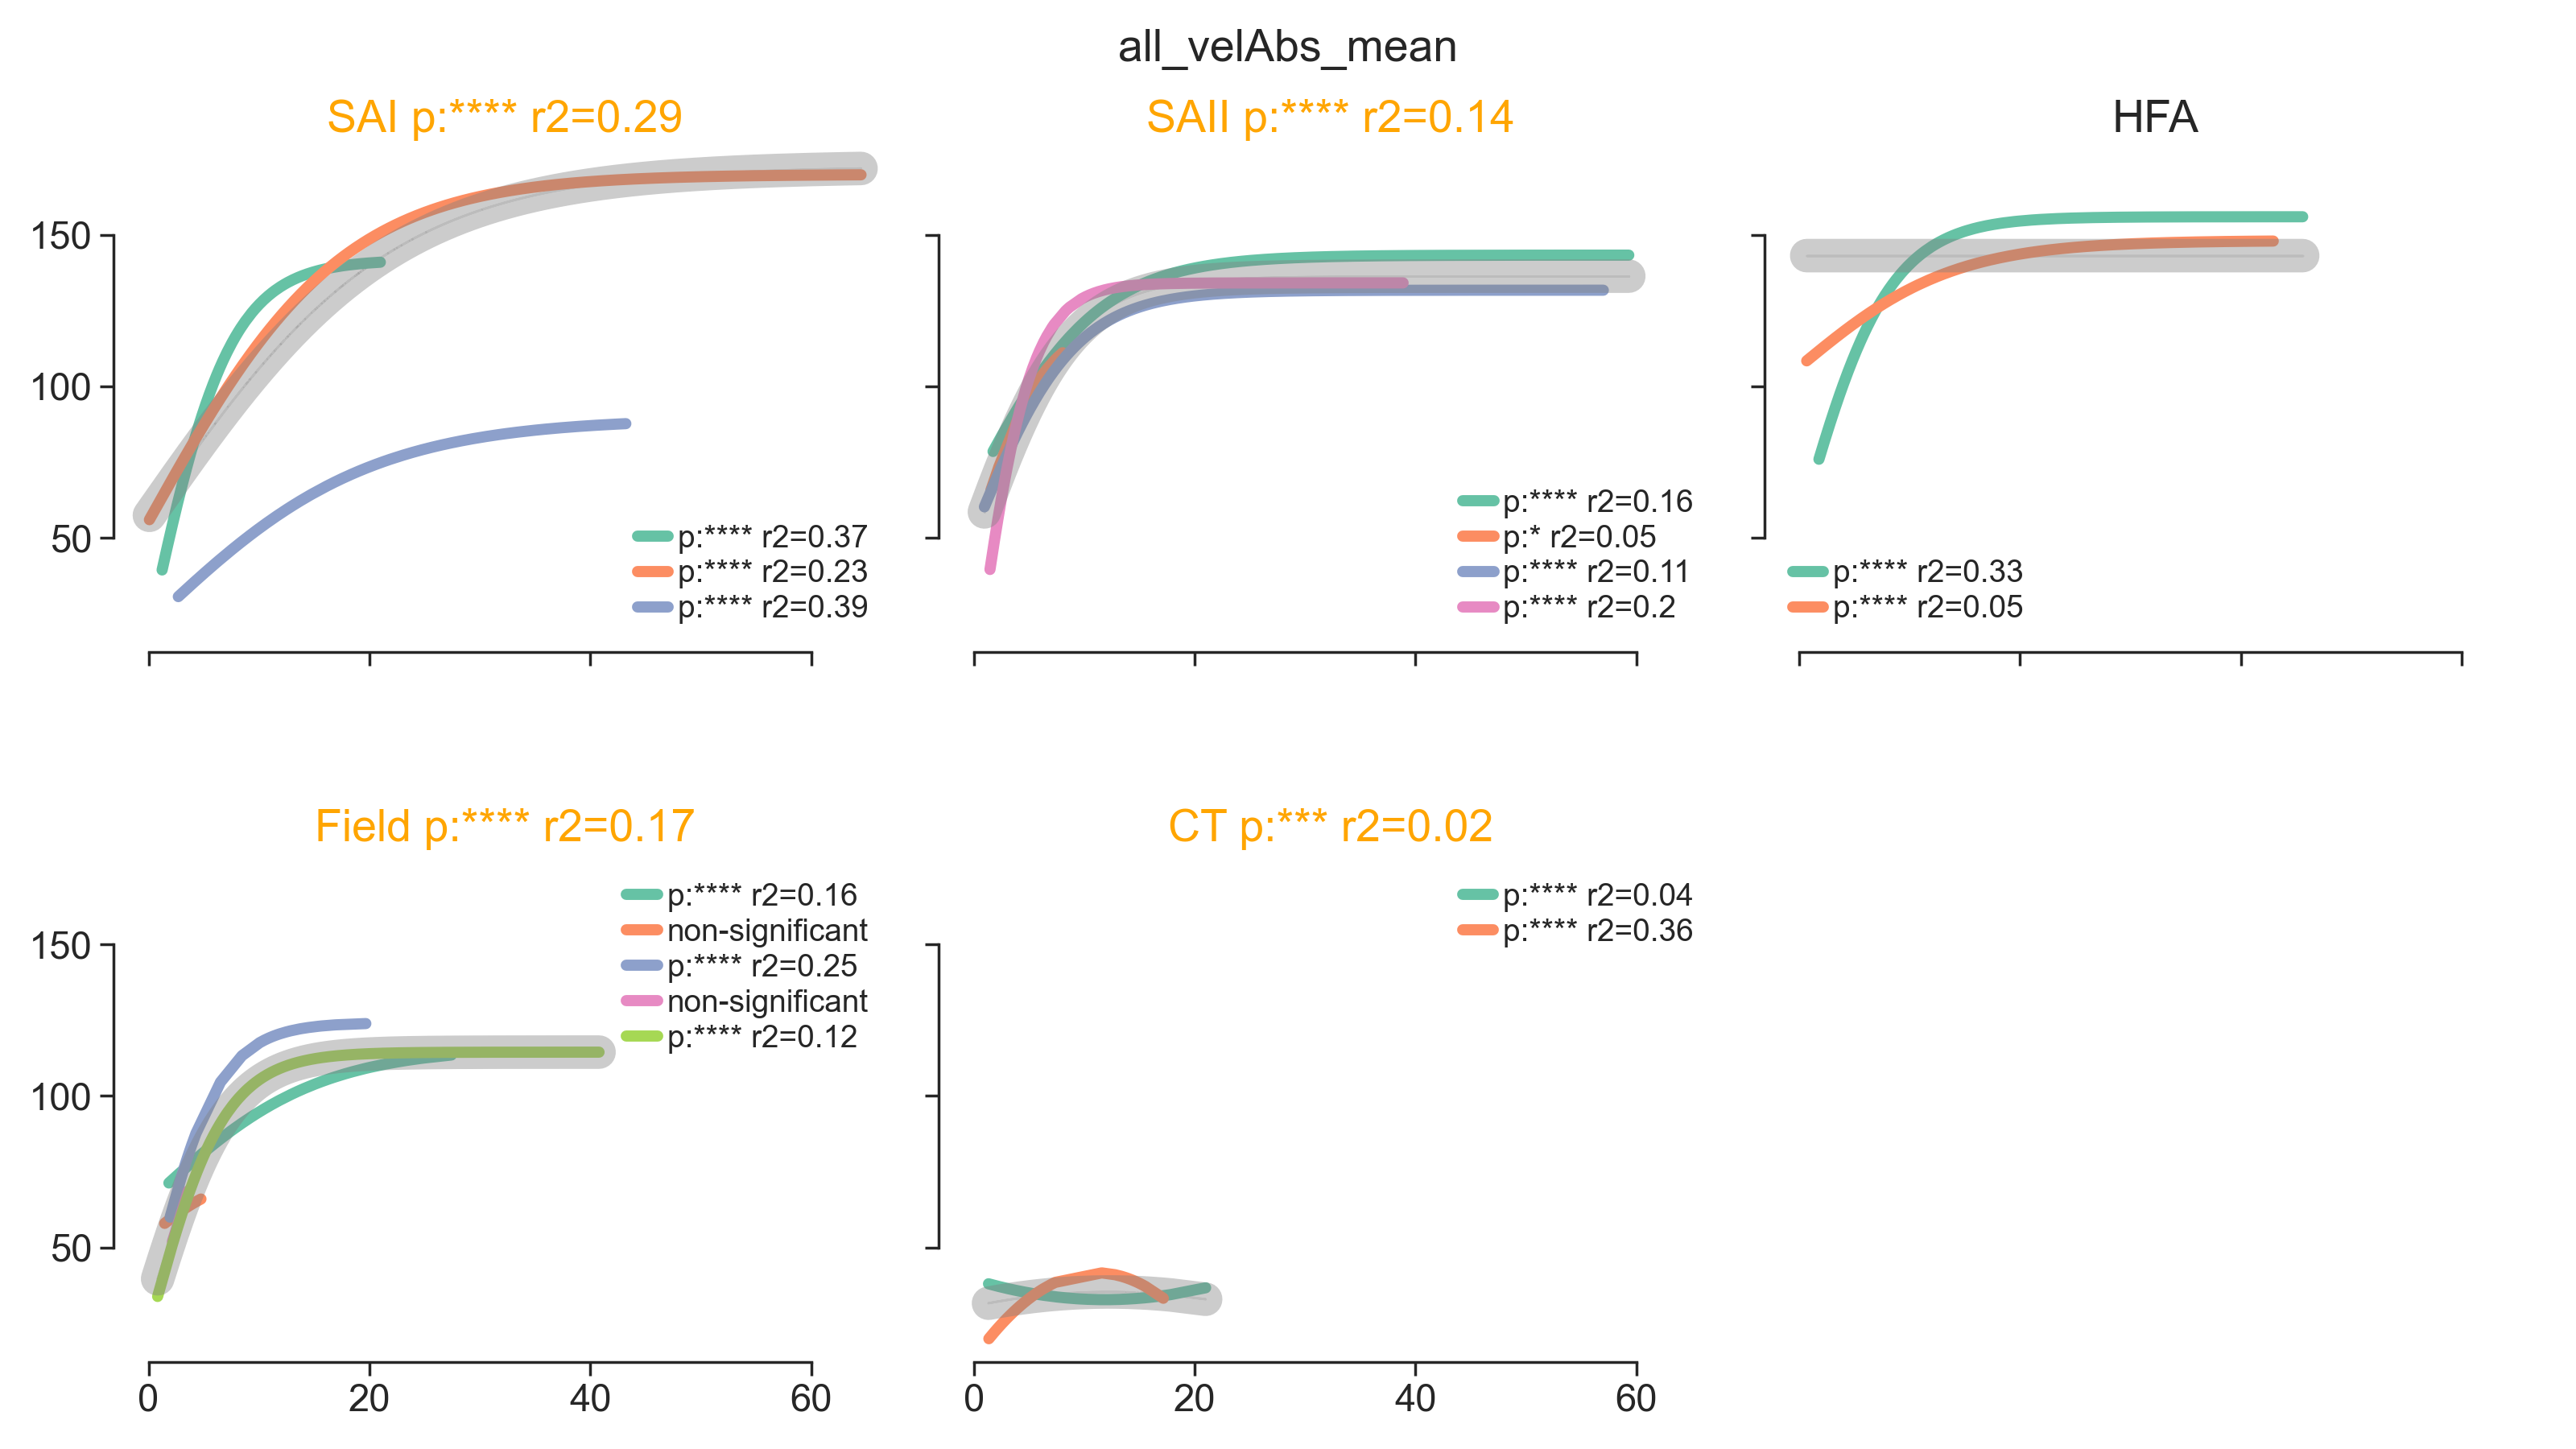 all_velAbs_mean
SAI p:**** r2=0.29
150
100
50
p:**** r2=0.37
p:**** r2=0.23
p:**** r2=0.39
SAII p:**** r2=0.14
p:**** r2=0.16
p:* r2=0.05
p:**** r2=0.11
p:**** r2=0.2
HFA
p:**** r2=0.33
p:**** r2=0.05
Field p:**** r2=0.17
150
100
50
p:**** r2=0.16
non-significant
p:**** r2=0.25
non-significant
p:**** r2=0.12
0 20 40 60
CT p:*** r2=0.02
p:**** r2=0.04
p:**** r2=0.36
0 20 40 60